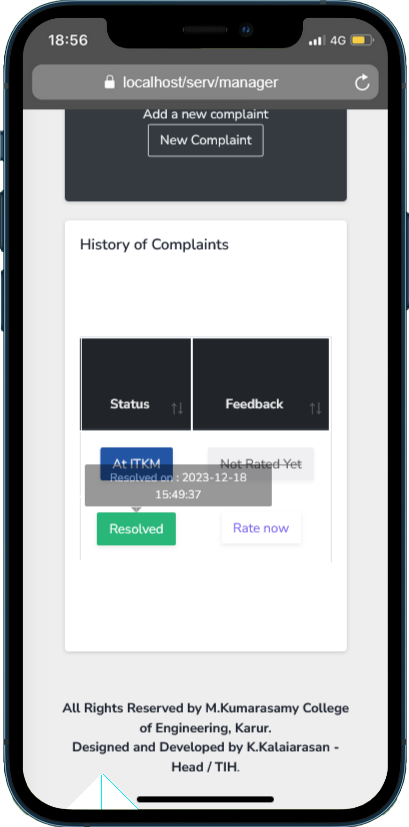 18:56
4G
localhost/serv/manager
Add a new complaint
New Complaint
History of Complaints
Status
Feedback
At ITKM
Not Rated Yet
Resolved on : 2023-12-18
15:49:37
Resolved
Rate now
All Rights Reserved by M.Kumarasamy College
of Engineering, Karur.
Designed and Developed by K.Kalaiarasan -
Head / TIH.